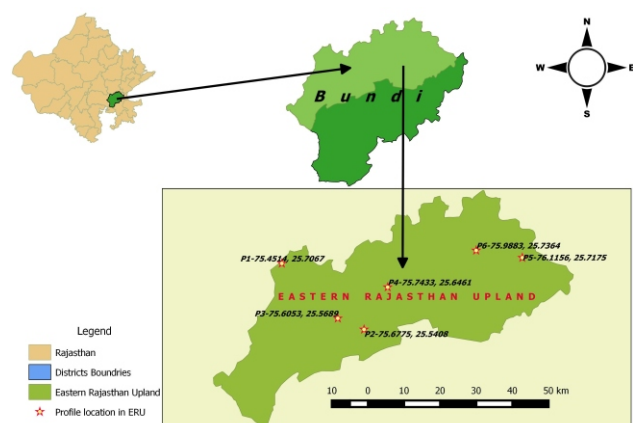 N
W E
S
B u n d i
P6-75.9883, 25.7364
P1-75.4514, 25.7067
P5-76.1156, 25.7175
P4-75.7433, 25.6461
EASTERN RAJASTHAN UPLAND
P3-75.6053, 25.5689
P2-75.6775, 25.5408
Legend
Rajasthan
Districts Boundries
Eastern Rajasthan Upland
Profile location in ERU
10 0 10 20 30 40 50 km